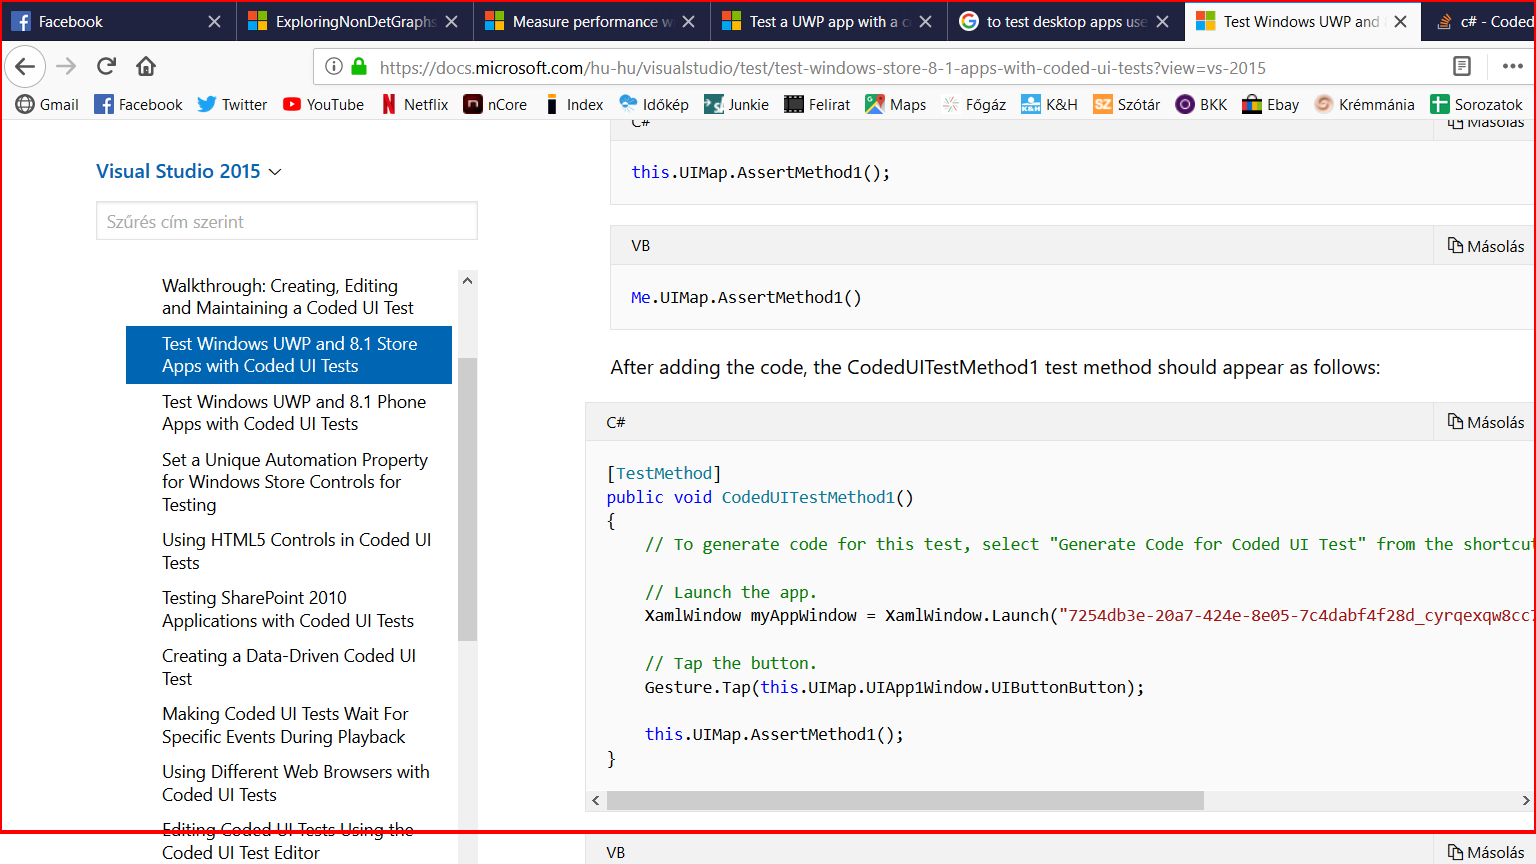 Facebook
ExploringNonDetGraphs
Measure performance w
Test a UWP app with a c
to test desktop apps use
Test Windows UWP and
c# - Coded
https://docs.microsoft.com/hu-hu/visualstudio/test/test-windows-store-8-1-apps-with-coded-ui-tests?view=vs-2015
Gmail Facebook Twitter YouTube Netflix nCore Index Időkép Junkie Felirat Maps Főgáz K&H Szótár BKK Ebay Krémmánia Sorozatok
Visual Studio 2015
Szűrés cím szerint
Walkthrough: Creating, Editing
and Maintaining a Coded UI Test
Test Windows UWP and 8.1 Store
Apps with Coded UI Tests
Test Windows UWP and 8.1 Phone
Apps with Coded UI Tests
Set a Unique Automation Property
for Windows Store Controls for
Testing
Using HTML5 Controls in Coded UI
Tests
Testing SharePoint 2010
Applications with Coded UI Tests
Creating a Data-Driven Coded UI
Test
Making Coded UI Tests Wait For
Specific Events During Playback
Using Different Web Browsers with
Coded UI Tests
Editing Coded UI Tests Using the
Coded UI Test Editor
C# Másolás
this.UIMap.AssertMethod1();
VB Másolás
Me.UIMap.AssertMethod1()
After adding the code, the CodedUITestMethod1 test method should appear as follows:
C# Másolás
[TestMethod]
public void CodedUITestMethod1()
{
// To generate code for this test, select "Generate Code for Coded UI Test" from the shortcut
// Launch the app.
XamlWindow myAppWindow = XamlWindow.Launch("7254db3e-20a7-424e-8e05-7c4dabf4f28d_cyrqexqw8cc
// Tap the button.
Gesture.Tap(this.UIMap.UIApp1Window.UIButtonButton);
this.UIMap.AssertMethod1();
}
VB Másolás